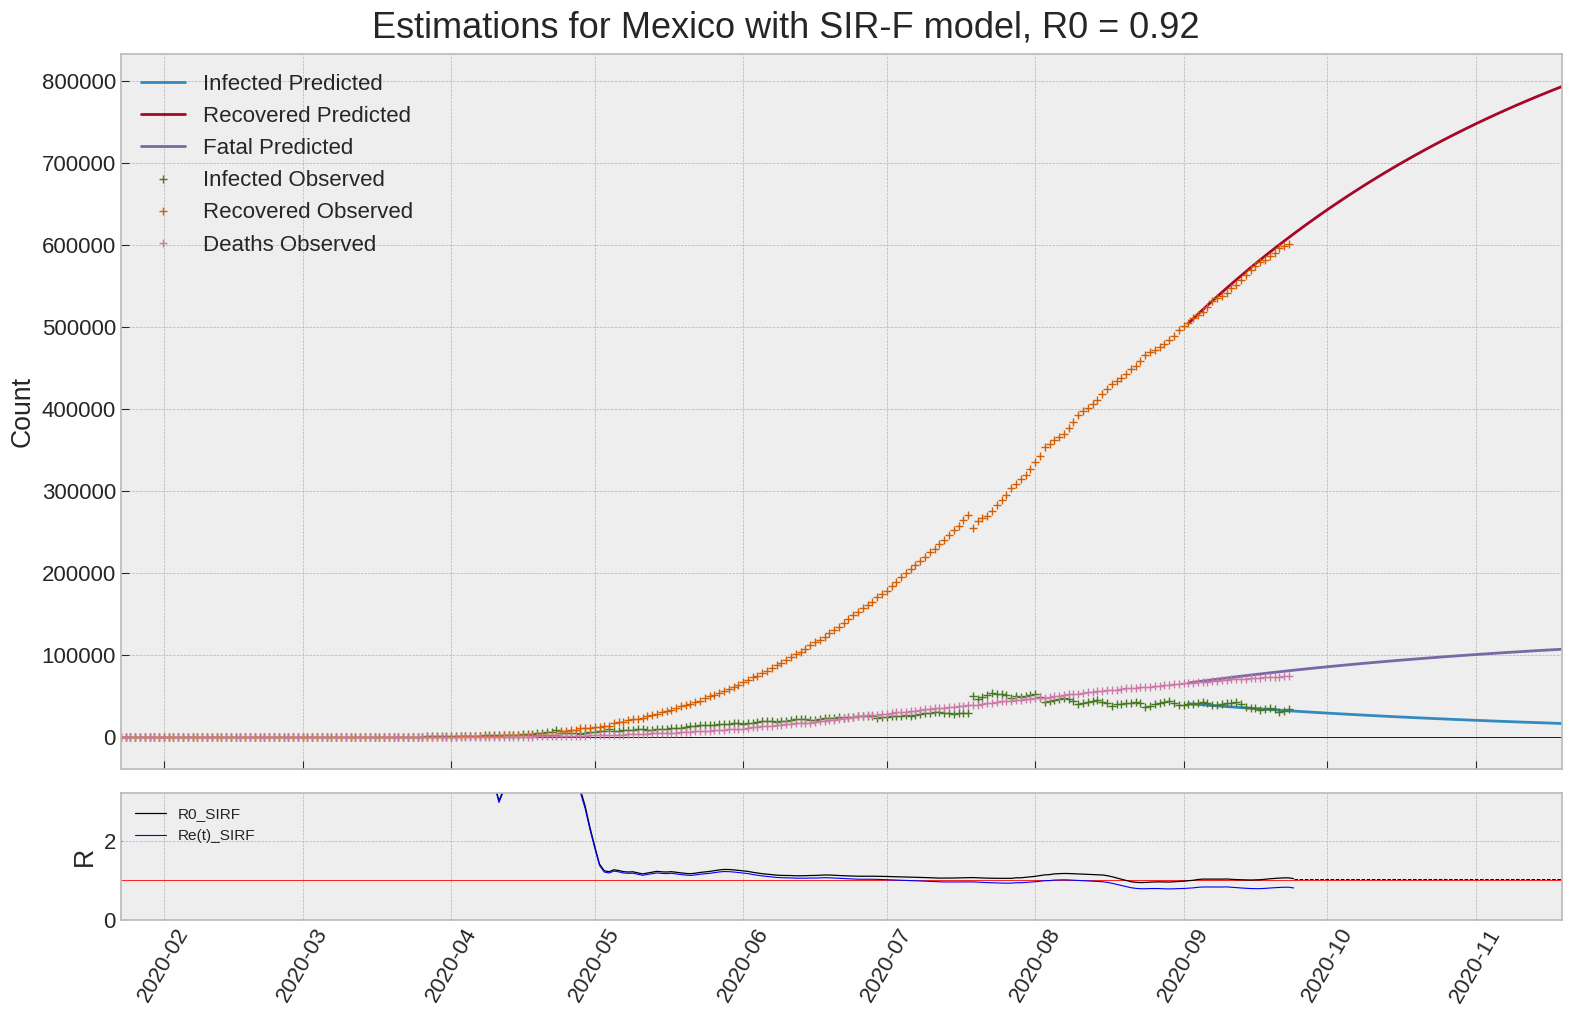 Estimations for Mexico with SIR-F model, R0 = 0.92
Infected Predicted
Recovered Predicted
Fatal Predicted
Infected Observed
Recovered Observed
Deaths Observed
800000
700000
600000
500000
400000
300000
200000
100000
0
Count
R0_SIRF
Re(t)_SIRF
2
0
R
2020-02
2020-03
2020-04
2020-05
2020-06
2020-07
2020-08
2020-09
2020-10
2020-11